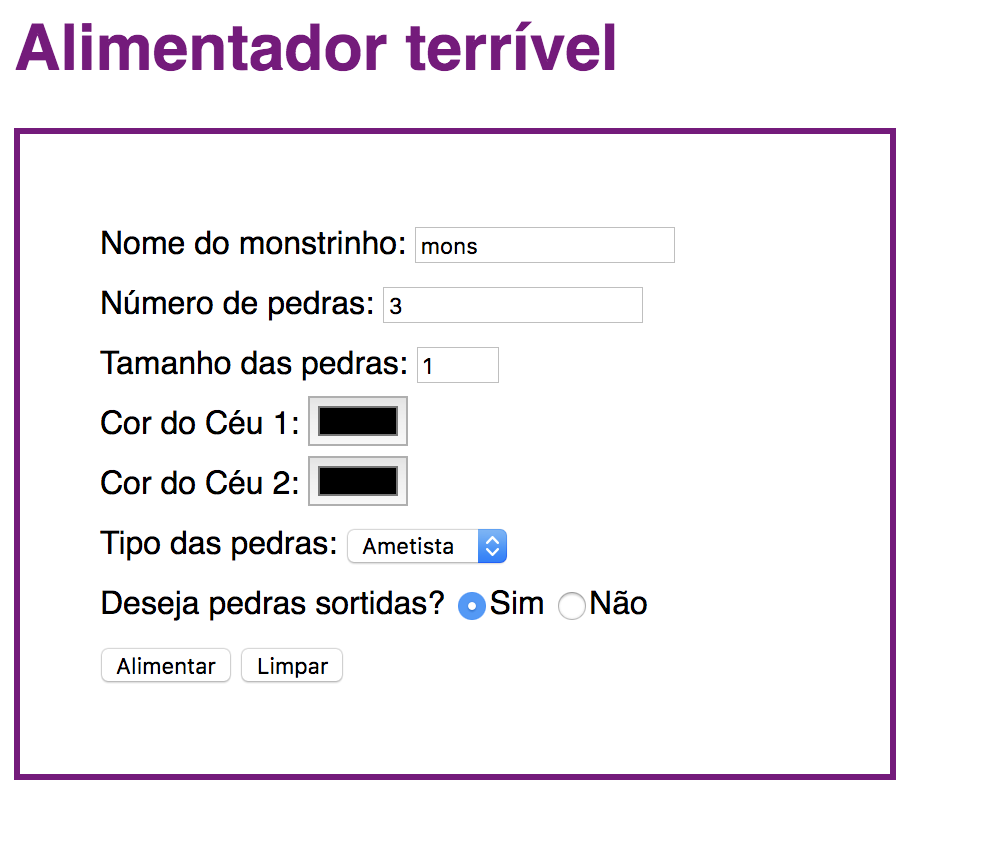 Alimentador terrível
Nome do monstrinho: mons
Número de pedras: 3
Tamanho das pedras: 1
Cor do Céu 1:
Cor do Céu 2:
Tipo das pedras: Ametista
Deseja pedras sortidas? Sim Não
Alimentar Limpar